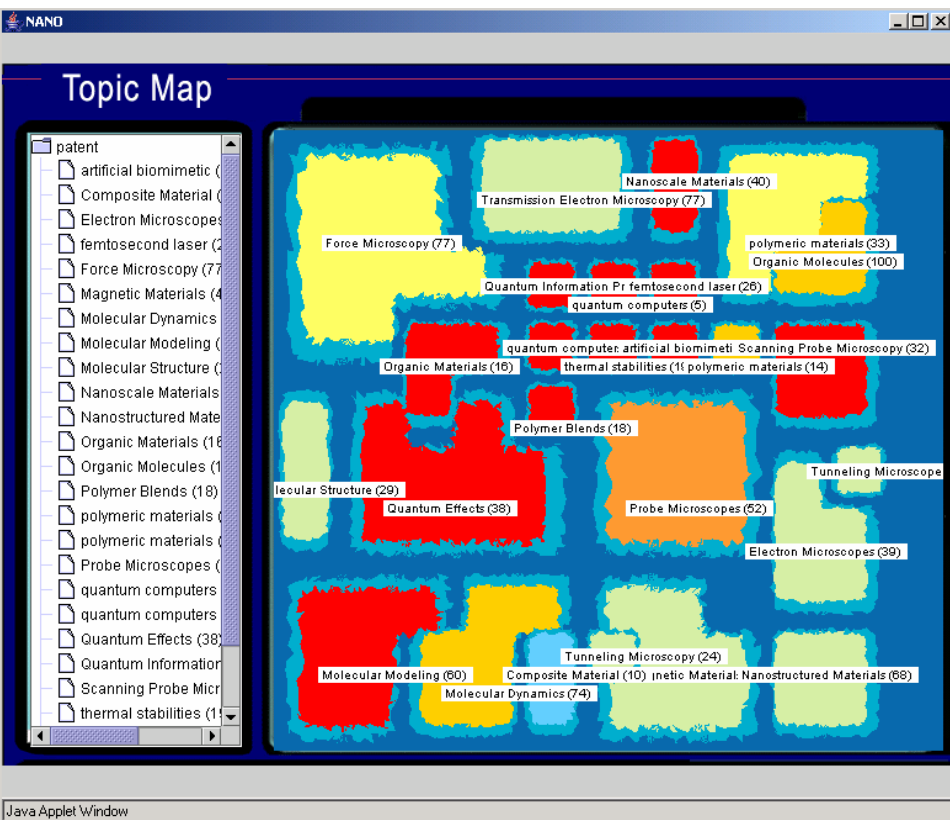 NANO
Topic Map
patent
artificial biomimetic (
Composite Material (
Electron Microscopes
femtosecond laser (2
Force Microscopy (77
Magnetic Materials (4
Molecular Dynamics
Molecular Modeling (
Molecular Structure (
Nanoscale Materials
Nanostructured Mate
Organic Materials (16
Organic Molecules (1
Polymer Blends (18)
polymeric materials (
polymeric materials (
Probe Microscopes (
quantum computers
quantum computers
Quantum Effects (38)
Quantum Information
Scanning Probe Micr
thermal stabilities (19
Nanoscale Materials (40)
Transmission Electron Microscopy (77)
Force Microscopy (77)
polymeric materials (33)
Organic Molecules (100)
Quantum Information Pr femtosecond laser (26)
quantum computers (5)
quantum computer. artificial biomimeti Scanning Probe Microscopy (32)
Organic Materials (16) thermal stabilities (19 polymeric materials (14)
Polymer Blends (18)
Tunneling Microscope
lecular Structure (29)
Quantum Effects (38)
Probe Microscopes (52)
Electron Microscopes (39)
Tunneling Microscopy (24)
Molecular Modeling (60) Composite Material (10) netic Material: Nanostructured Materials (68)
Molecular Dynamics (74)
Java Applet Window